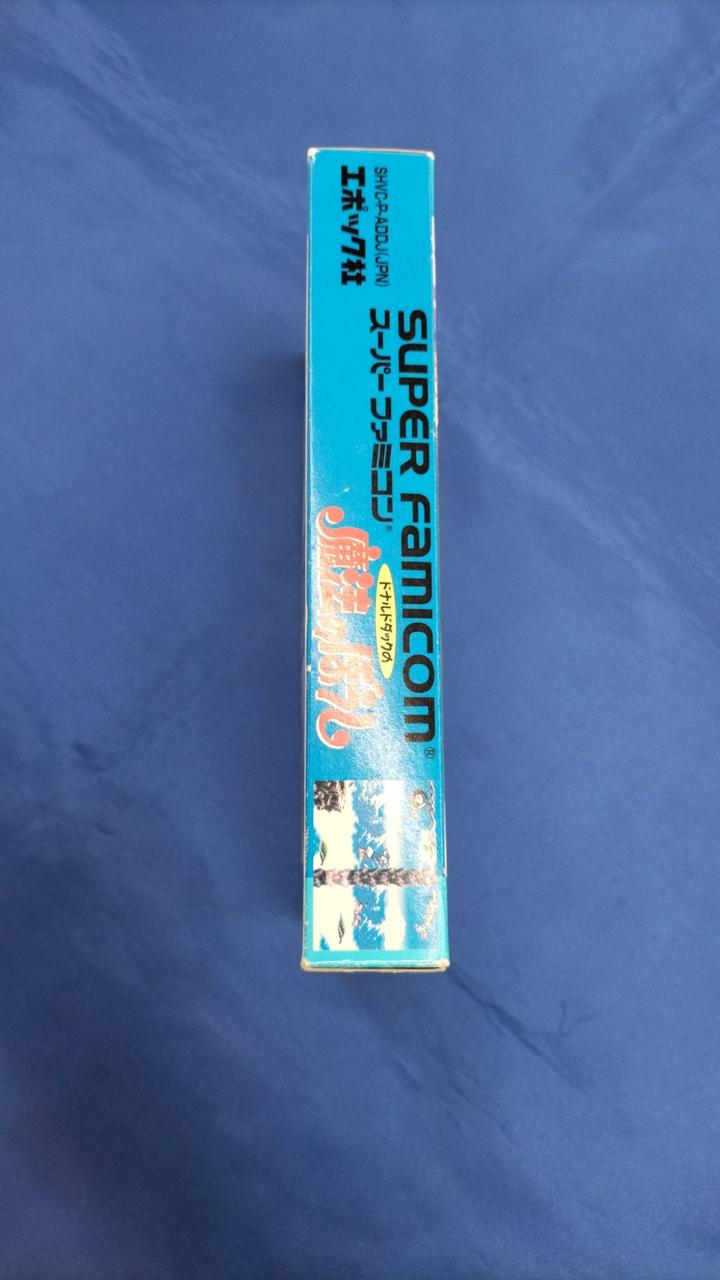 SHVC-P-ADDJ(JPN)
エポック社
SUPER FAMICOM®
スーパーファミコン®
ドナルドダックの
魔法のぼうし